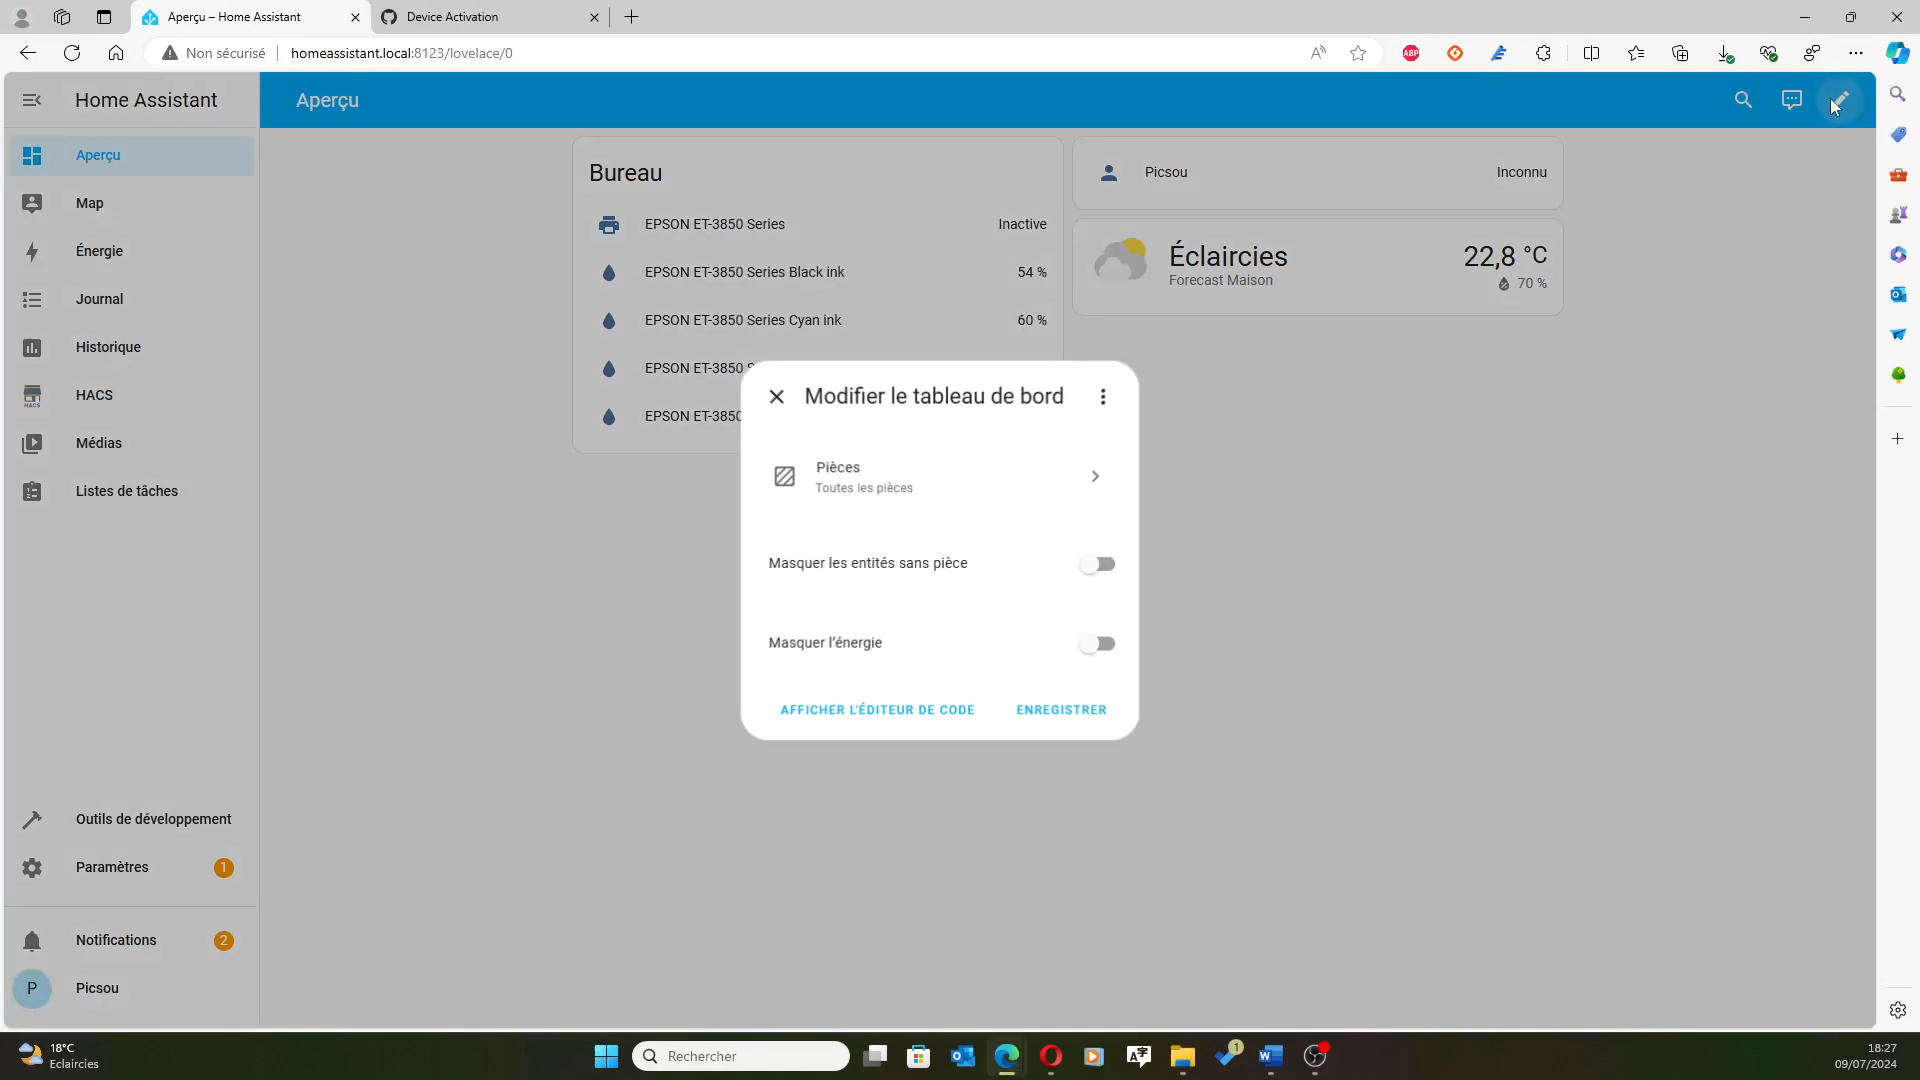 Aperçu – Home Assistant
Device Activation
Non sécurisé
homeassistant.local:8123/lovelace/0
ABP
Home Assistant
Aperçu
Aperçu
Map
Énergie
Journal
Historique
HACS
HACS
Médias
Listes de tâches
Outils de développement
Paramètres
1
Notifications
2
P
Picsou
Bureau
EPSON ET-3850 Series
Inactive
EPSON ET-3850 Series Black ink
54 %
EPSON ET-3850 Series Cyan ink
60 %
EPSON ET-3850
EPSON ET-3850
Picsou
Inconnu
Éclaircies
Forecast Maison
22,8 °C
70 %
Modifier le tableau de bord
Pièces
Toutes les pièces
Masquer les entités sans pièce
Masquer l'énergie
AFFICHER L'ÉDITEUR DE CODE
ENREGISTRER
18°C
Eclaircies
Rechercher
1
18:27
09/07/2024